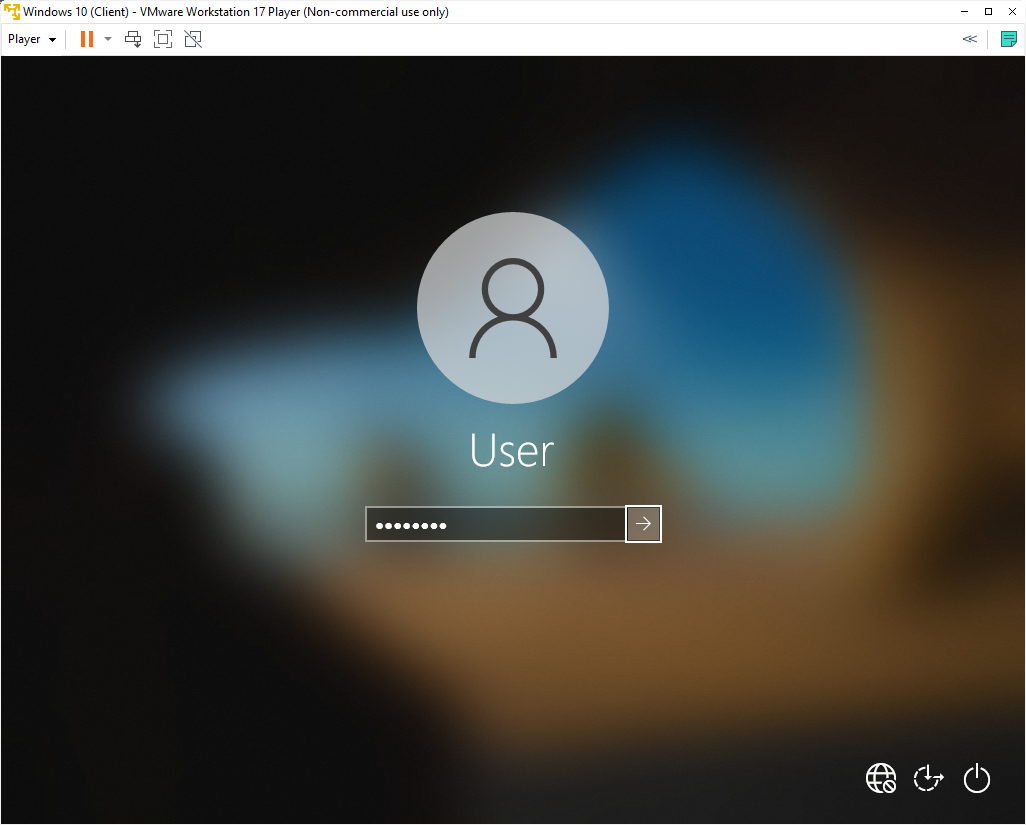 Windows 10 (Client) - VMware Workstation 17 Player (Non-commercial use only)
Player
User
••••••••